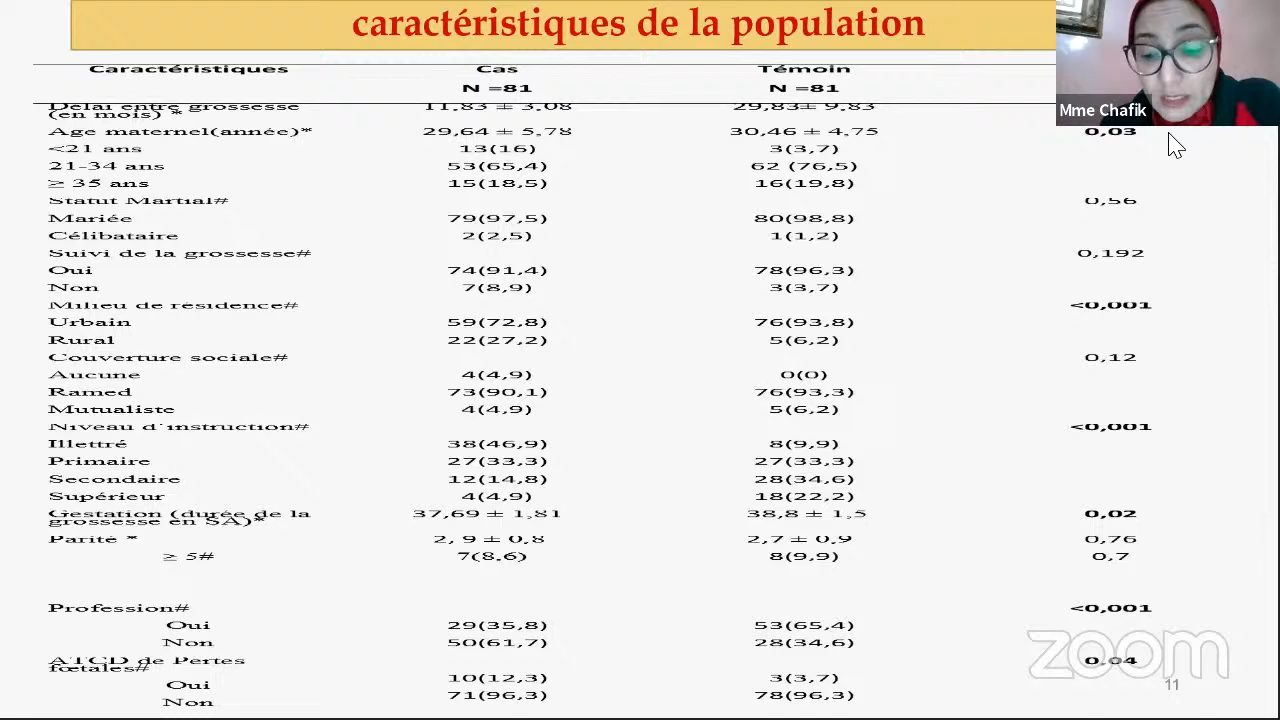 caractéristiques de la population
Mme Chafik
Caractéristiques Cas Témoin
N =81 N =81
Délai entre grossesse (en mois) * 11,83 ± 3,08 29,83± 9,83
Age maternel(année)* 29,64 ± 5,78 30,46 ± 4,75 0,03
<21 ans 13(16) 3(3,7)
21-34 ans 53(65,4) 62 (76,5)
≥ 35 ans 15(18,5) 16(19,8)
Statut Martial# 0,56
Mariée 79(97,5) 80(98,8)
Célibataire 2(2,5) 1(1,2)
Suivi de la grossesse# 0,192
Oui 74(91,4) 78(96,3)
Non 7(8,9) 3(3,7)
Milieu de résidence# <0,001
Urbain 59(72,8) 76(93,8)
Rural 22(27,2) 5(6,2)
Couverture sociale# 0,12
Aucune 4(4,9) 0(0)
Ramed 73(90,1) 76(93,3)
Mutualiste 4(4,9) 5(6,2)
Niveau d'instruction# <0,001
Illettré 38(46,9) 8(9,9)
Primaire 27(33,3) 27(33,3)
Secondaire 12(14,8) 28(34,6)
Supérieur 4(4,9) 18(22,2)
Gestation (durée de la grossesse en SA)* 37,69 ± 1,81 38,8 ± 1,5 0,02
Parité * 2, 9 ± 0,8 2,7 ± 0,9 0,76
≥ 5# 7(8,6) 8(9,9) 0,7
Profession# <0,001
Oui 29(35,8) 53(65,4)
Non 50(61,7) 28(34,6)
ATCD de Pertes fœtales# 0,04
Oui 10(12,3) 3(3,7)
Non 71(96,3) 78(96,3)
zoom
11